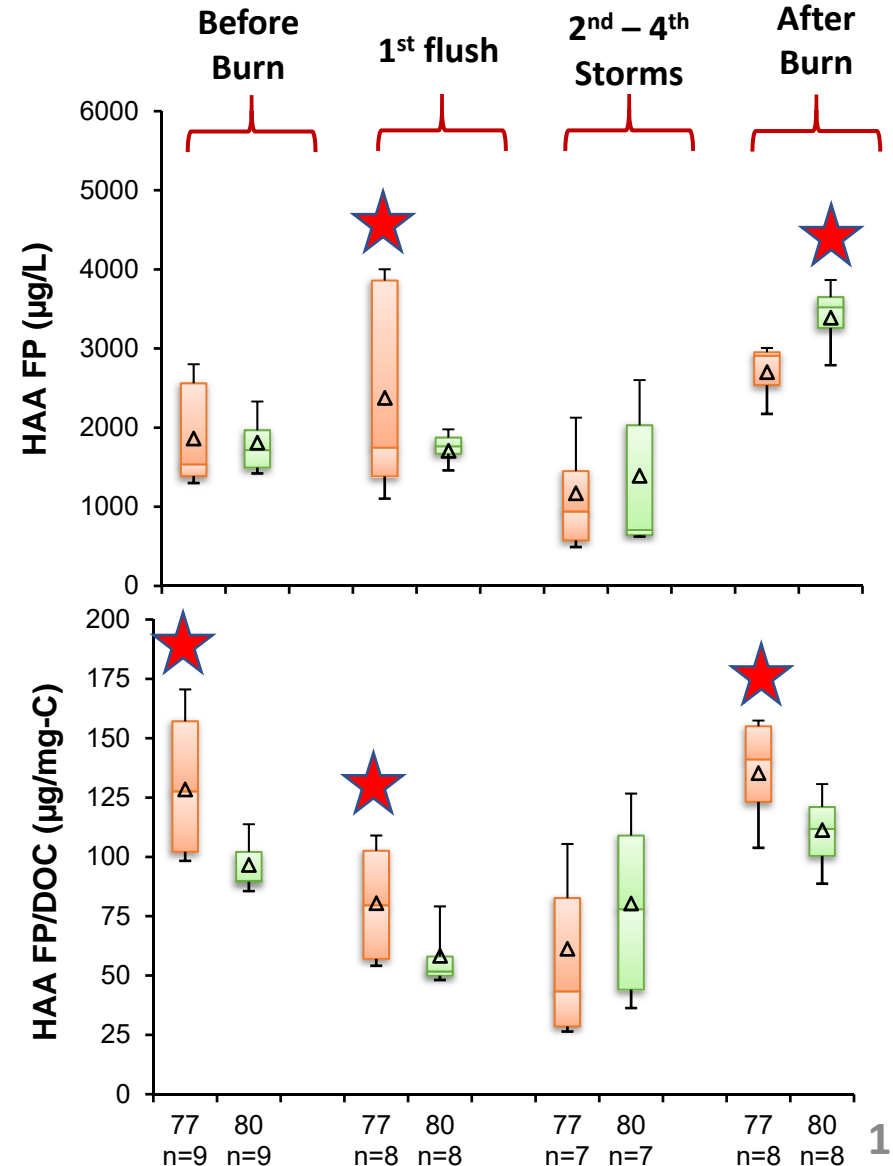 Before Burn
1st flush
2nd – 4th Storms
After Burn
HAA FP (µg/L)
6000
5000
4000
3000
2000
1000
0
HAA FP/DOC (µg/mg-C)
200
175
150
125
100
75
50
25
0
77 80 77 80 77 80 77 80
n=9 n=9 n=8 n=8 n=7 n=7 n=8 n=8
1